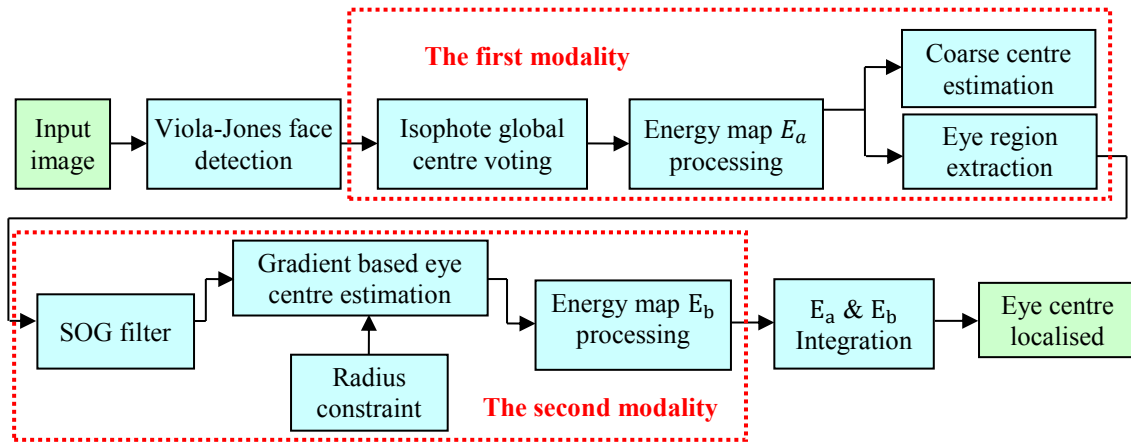 The first modality
Input
image
Viola-Jones face
detection
Isophote global
centre voting
Energy map E_a
processing
Coarse centre
estimation
Eye region
extraction
SOG filter
Gradient based eye
centre estimation
Radius
constraint
Energy map E_b
processing
The second modality
E_a & E_b
Integration
Eye centre
localised